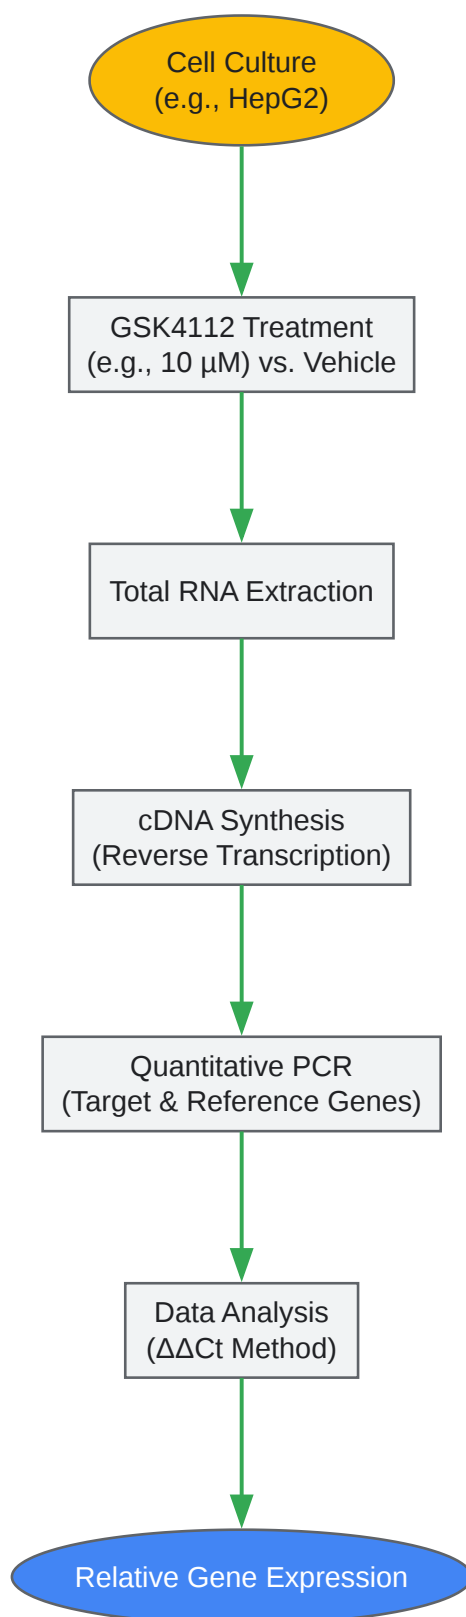 Cell Culture
(e.g., HepG2)
GSK4112 Treatment
(e.g., 10 µM) vs. Vehicle
Total RNA Extraction
cDNA Synthesis
(Reverse Transcription)
Quantitative PCR
(Target & Reference Genes)
Data Analysis
(ΔΔCt Method)
Relative Gene Expression